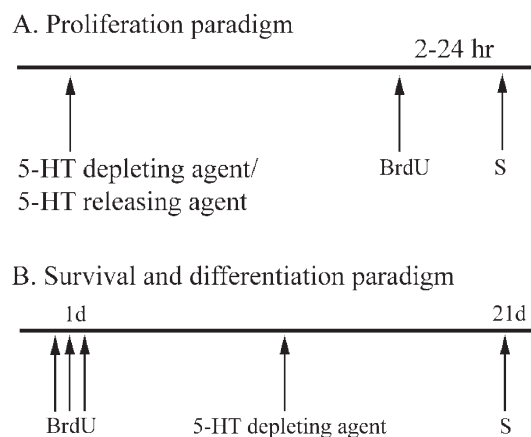 A. Proliferation paradigm
2-24 hr
5-HT depleting agent/
5-HT releasing agent
BrdU
S
B. Survival and differentiation paradigm
1d
21d
BrdU
5-HT depleting agent
S